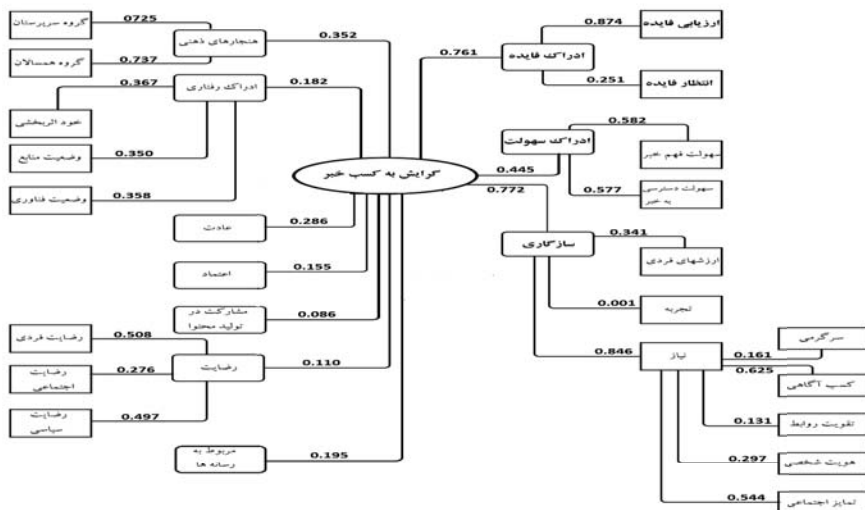 گروه سرپرستان
0725
هنجارهای ذهنی
0.352
گروه همسالان
0.737
0.367
ادراک رفتاری
0.182
خود اثربخشی
وضعیت منابع
0.350
وضعیت فناوری
0.358
گرایش به کسب خبر
عادت
0.286
اعتماد
0.155
مشارکت در
تولید محتوا
0.086
رضایت فردی
0.508
رضایت
اجتماعی
0.276
رضایت
0.110
رضایت
سیاسی
0.497
مربوط به
رسانه ها
0.195
0.761
ادراک فایده
0.874
ارزیابی فایده
0.251
انتظار فایده
0.445
ادراک سهولت
0.582
سهولت فهم خبر
0.577
سهولت دسترسی
به خبر
0.772
سازگاری
0.341
ارزشهای فردی
0.001
تجربه
0.846
نیاز
0.161
سرگرمی
0.625
کسب آگاهی
0.131
تقویت روابط
0.297
هویت شخصی
0.544
تمایز اجتماعی